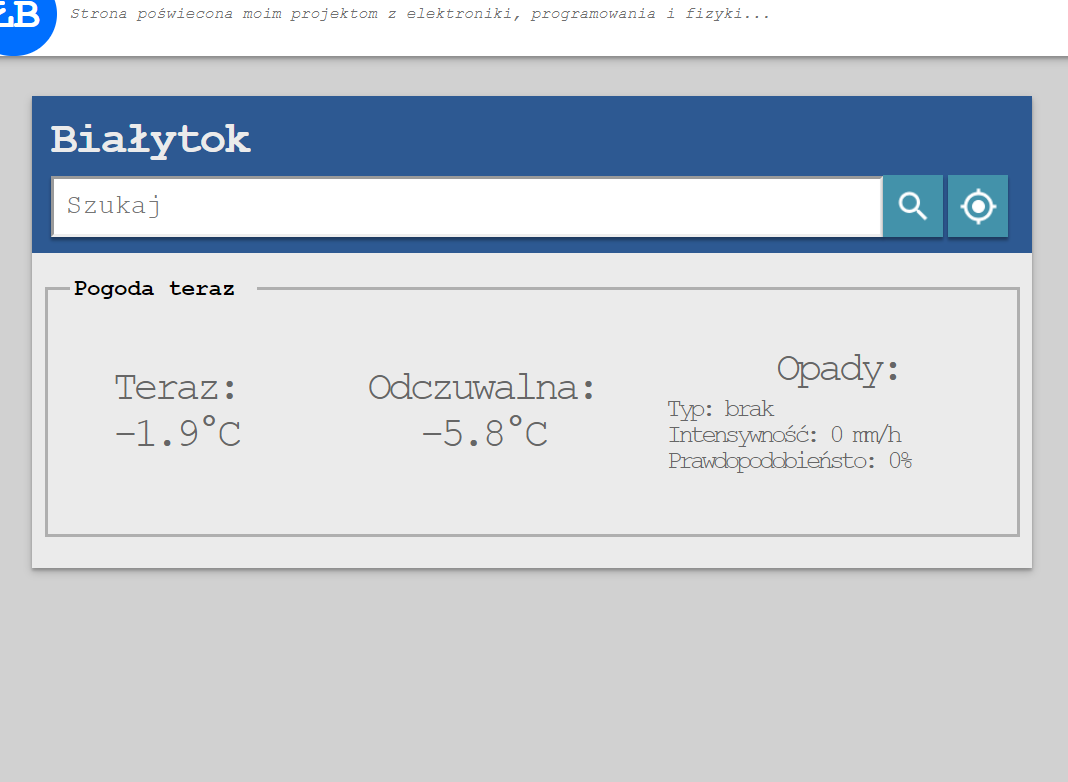 ŁB
Strona poświecona moim projektom z elektroniki, programowania i fizyki...
Białytok
Szukaj
Pogoda teraz
Teraz:
-1.9°C
Odczuwalna:
-5.8°C
Opady:
Typ: brak
Intensywność: 0 mm/h
Prawdopodobieństo: 0%